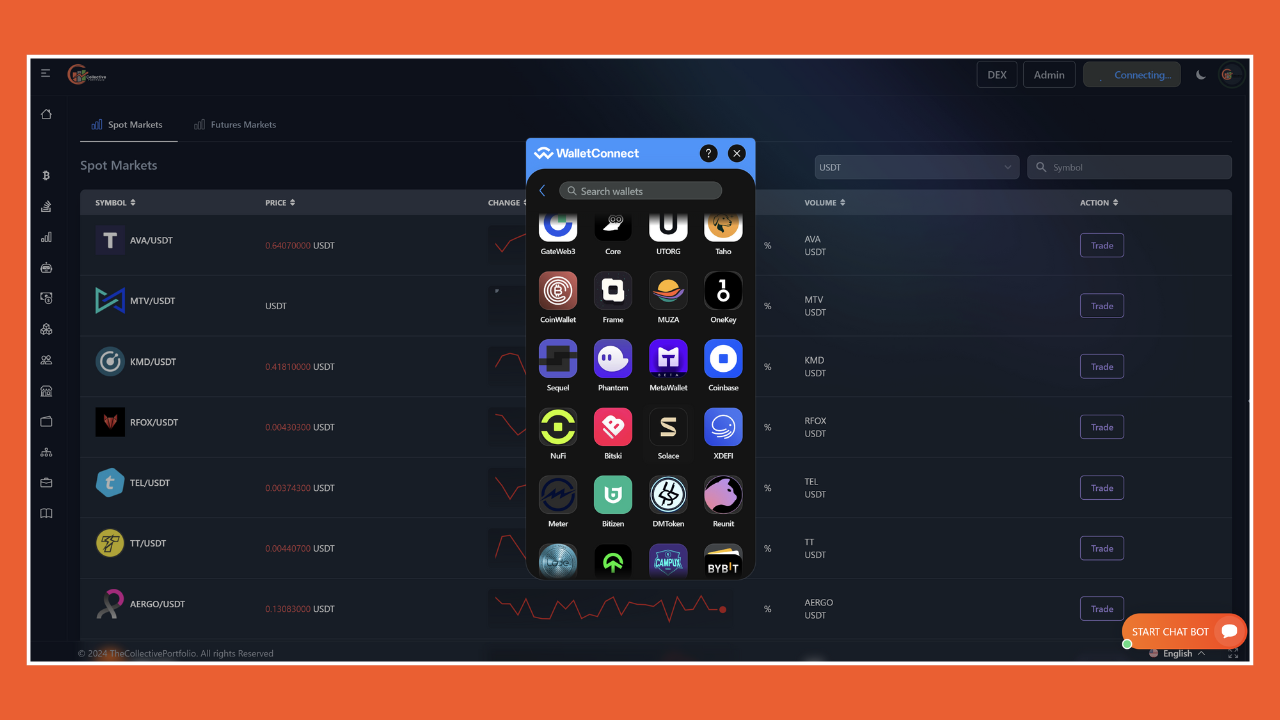 Collective
DEX
Admin
Connecting...
Spot Markets
Futures Markets
Spot Markets
USDT
Symbol
SYMBOL
PRICE
CHANGE
VOLUME
ACTION
AVA/USDT
0.64070000 USDT
%
AVA
USDT
Trade
MTV/USDT
USDT
%
MTV
USDT
Trade
KMD/USDT
0.41810000 USDT
%
KMD
USDT
Trade
RFOX/USDT
0.00430300 USDT
%
RFOX
USDT
Trade
TEL/USDT
0.00374300 USDT
%
TEL
USDT
Trade
TT/USDT
0.00440700 USDT
%
TT
USDT
Trade
AERGO/USDT
0.13083000 USDT
%
AERGO
USDT
Trade
WalletConnect
?
Search wallets
GateWeb3
Core
UTORG
Taho
CoinWallet
Frame
MUZA
OneKey
Sequel
Phantom
MetaWallet
Coinbase
NuFi
Bitski
Solace
XDEFI
Meter
Bitizen
DMToken
Reunit
CAMPUX
BYBIT
START CHAT BOT
© 2024 TheCollectivePortfolio. All rights Reserved
English